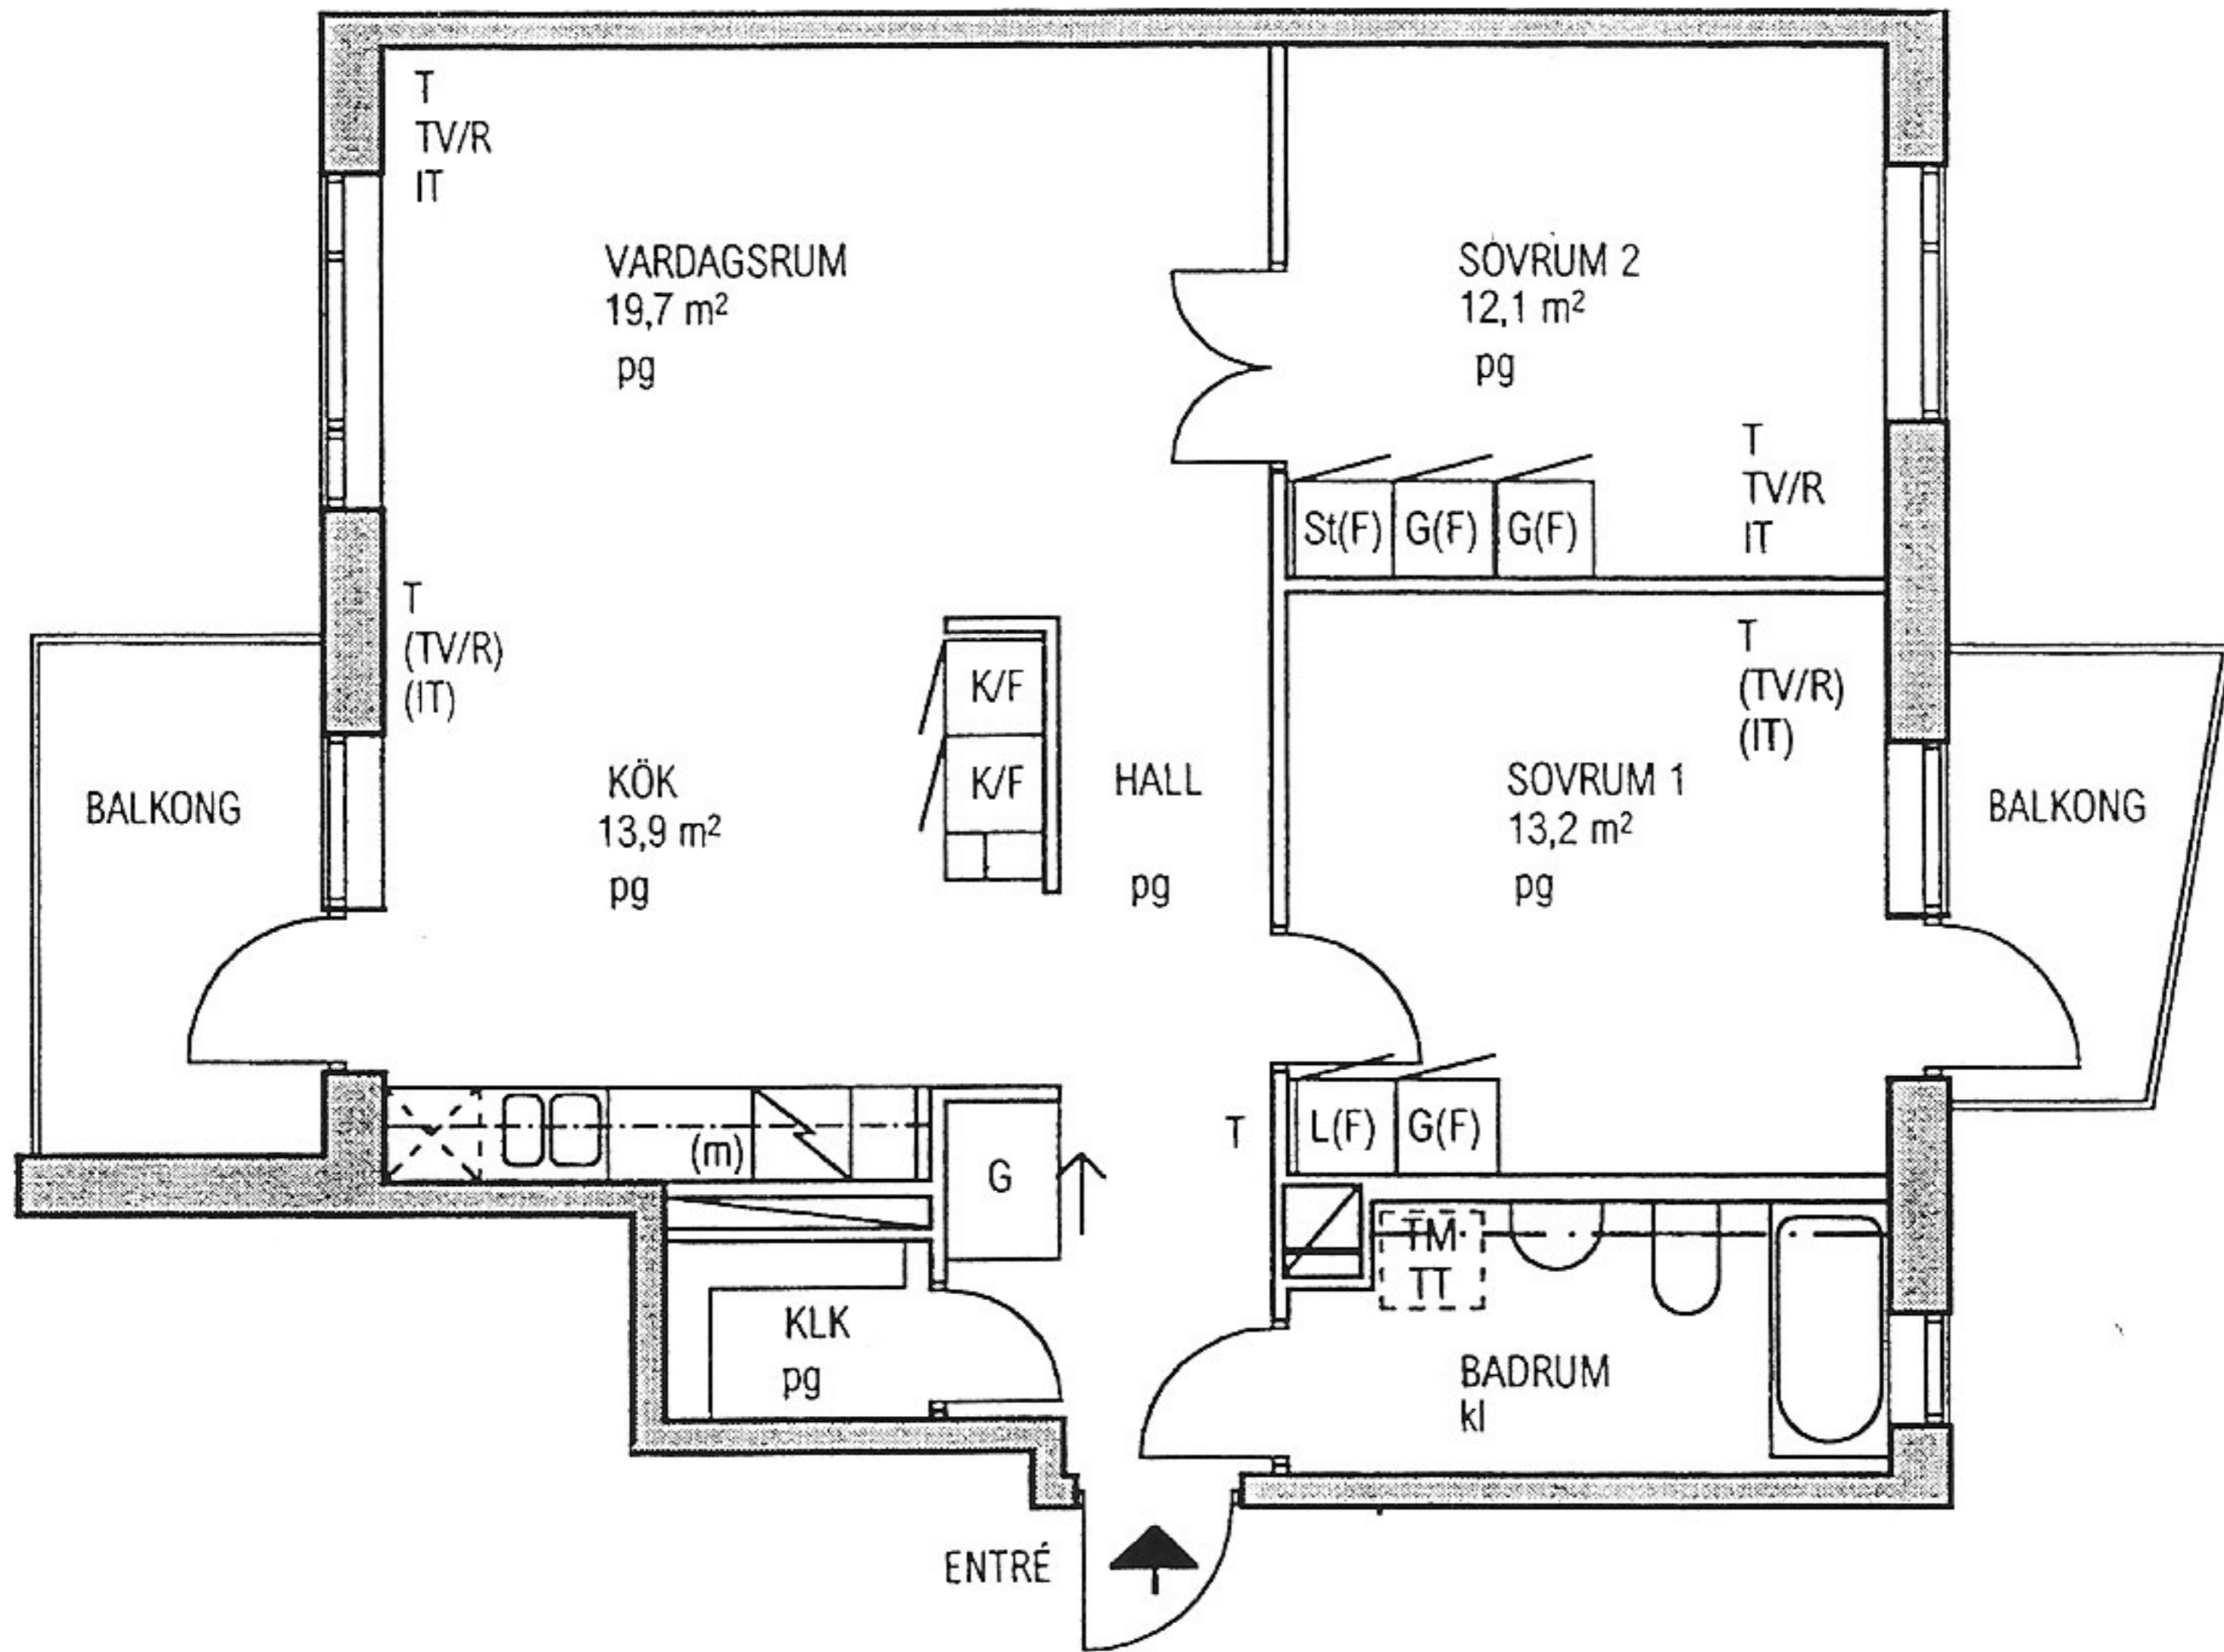 T
TV/R
IT
VARDAGSRUM
19,7 m²
pg
SOVRUM 2
12,1 m²
pg
T
TV/R
IT
St(F) G(F) G(F)
T
(TV/R)
(IT)
K/F
K/F
T
(TV/R)
(IT)
BALKONG
KÖK
13,9 m²
pg
HALL
pg
SOVRUM 1
13,2 m²
pg
BALKONG
(m)
G
T
L(F) G(F)
TM
TT
KLK
pg
BADRUM
kl
ENTRÉ